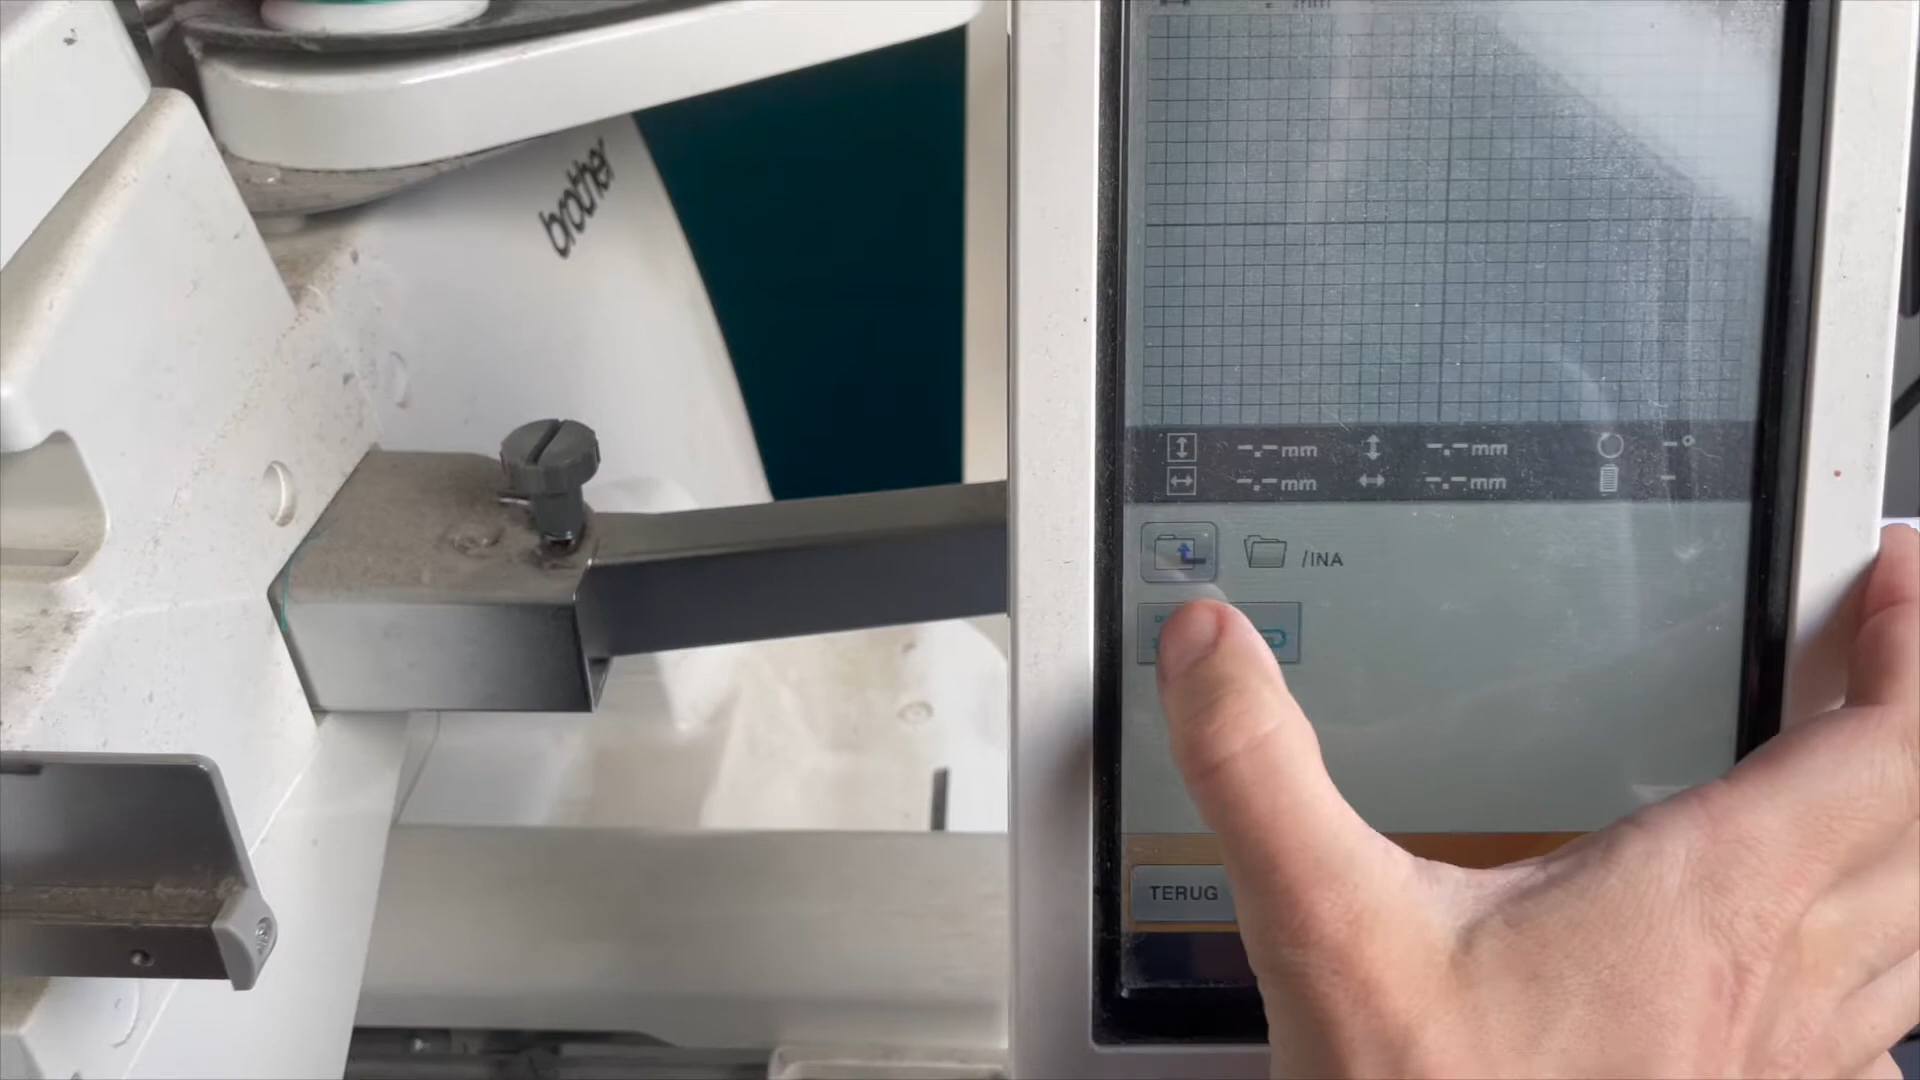 brother
-.- mm -.- mm -°
-.- mm -.- mm -
/INA
TERUG